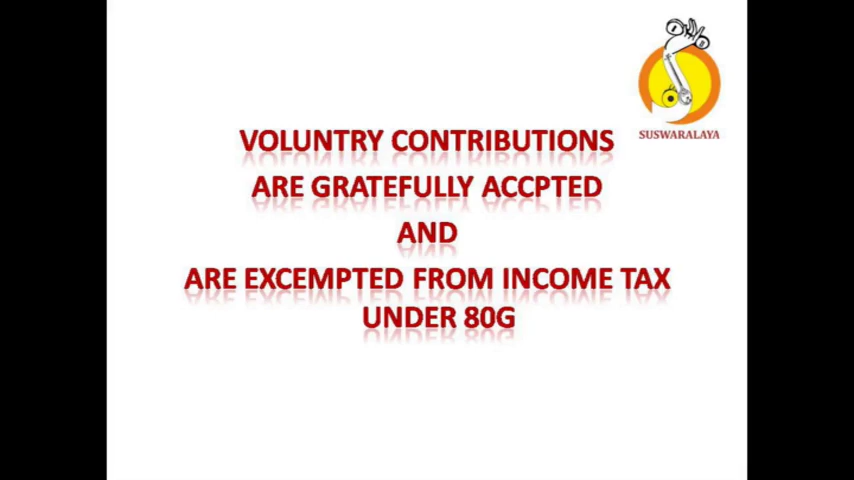 SUSWARALAYA
VOLUNTRY CONTRIBUTIONS
ARE GRATEFULLY ACCPTED
AND
ARE EXCEMPTED FROM INCOME TAX
UNDER 80G